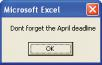 Microsoft Excel
Dont forget the April deadline
OK